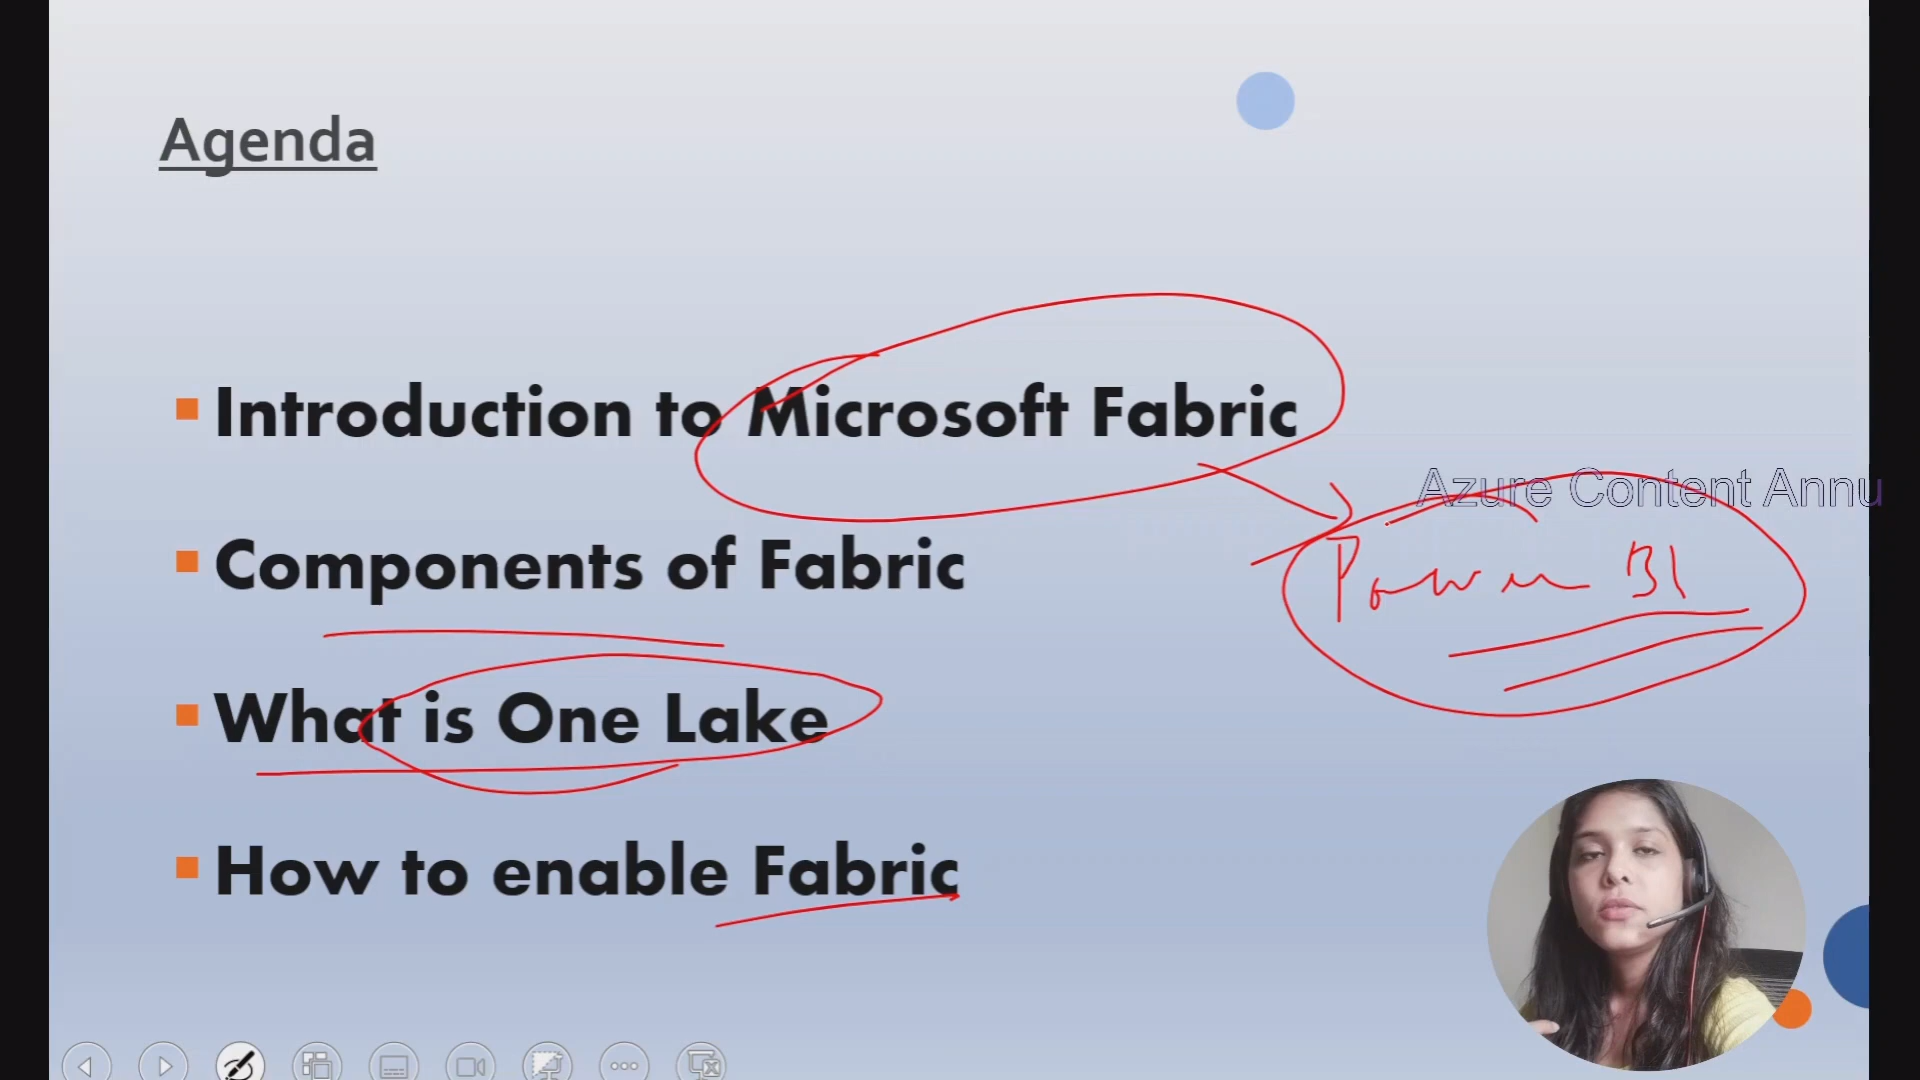 Agenda
Introduction to Microsoft Fabric
Azure Content Annu
Components of Fabric
Power BI
What is One Lake
How to enable Fabric